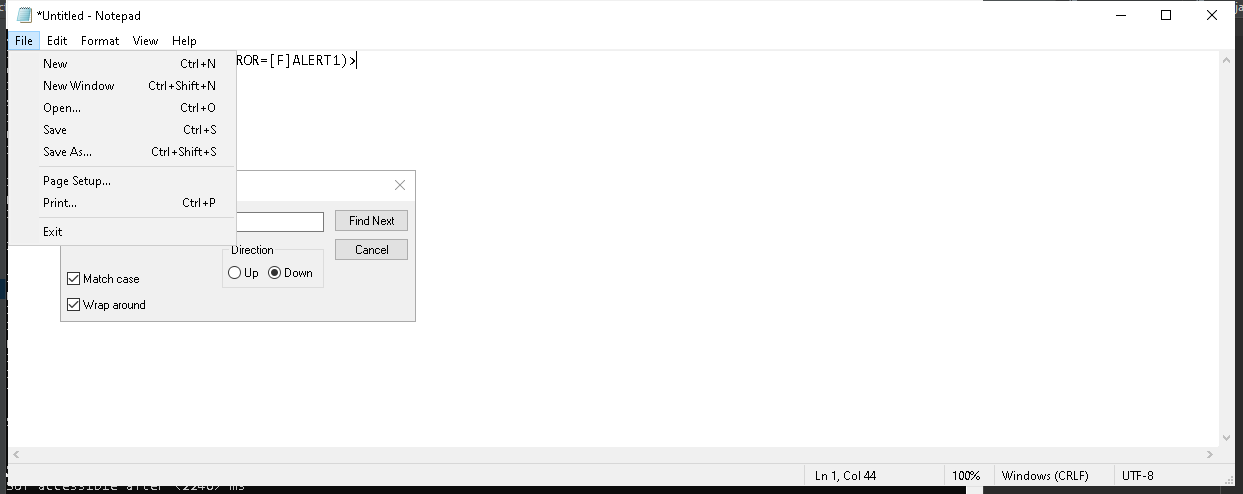 *Untitled - Notepad
File Edit Format View Help
ROR=[F]ALERT1)>
New Ctrl+N
New Window Ctrl+Shift+N
Open... Ctrl+O
Save Ctrl+S
Save As... Ctrl+Shift+S
Page Setup...
Print... Ctrl+P
Exit
Find Next
Cancel
Direction
Up Down
Match case
Wrap around
Ln 1, Col 44 100% Windows (CRLF) UTF-8
accessible after
ms